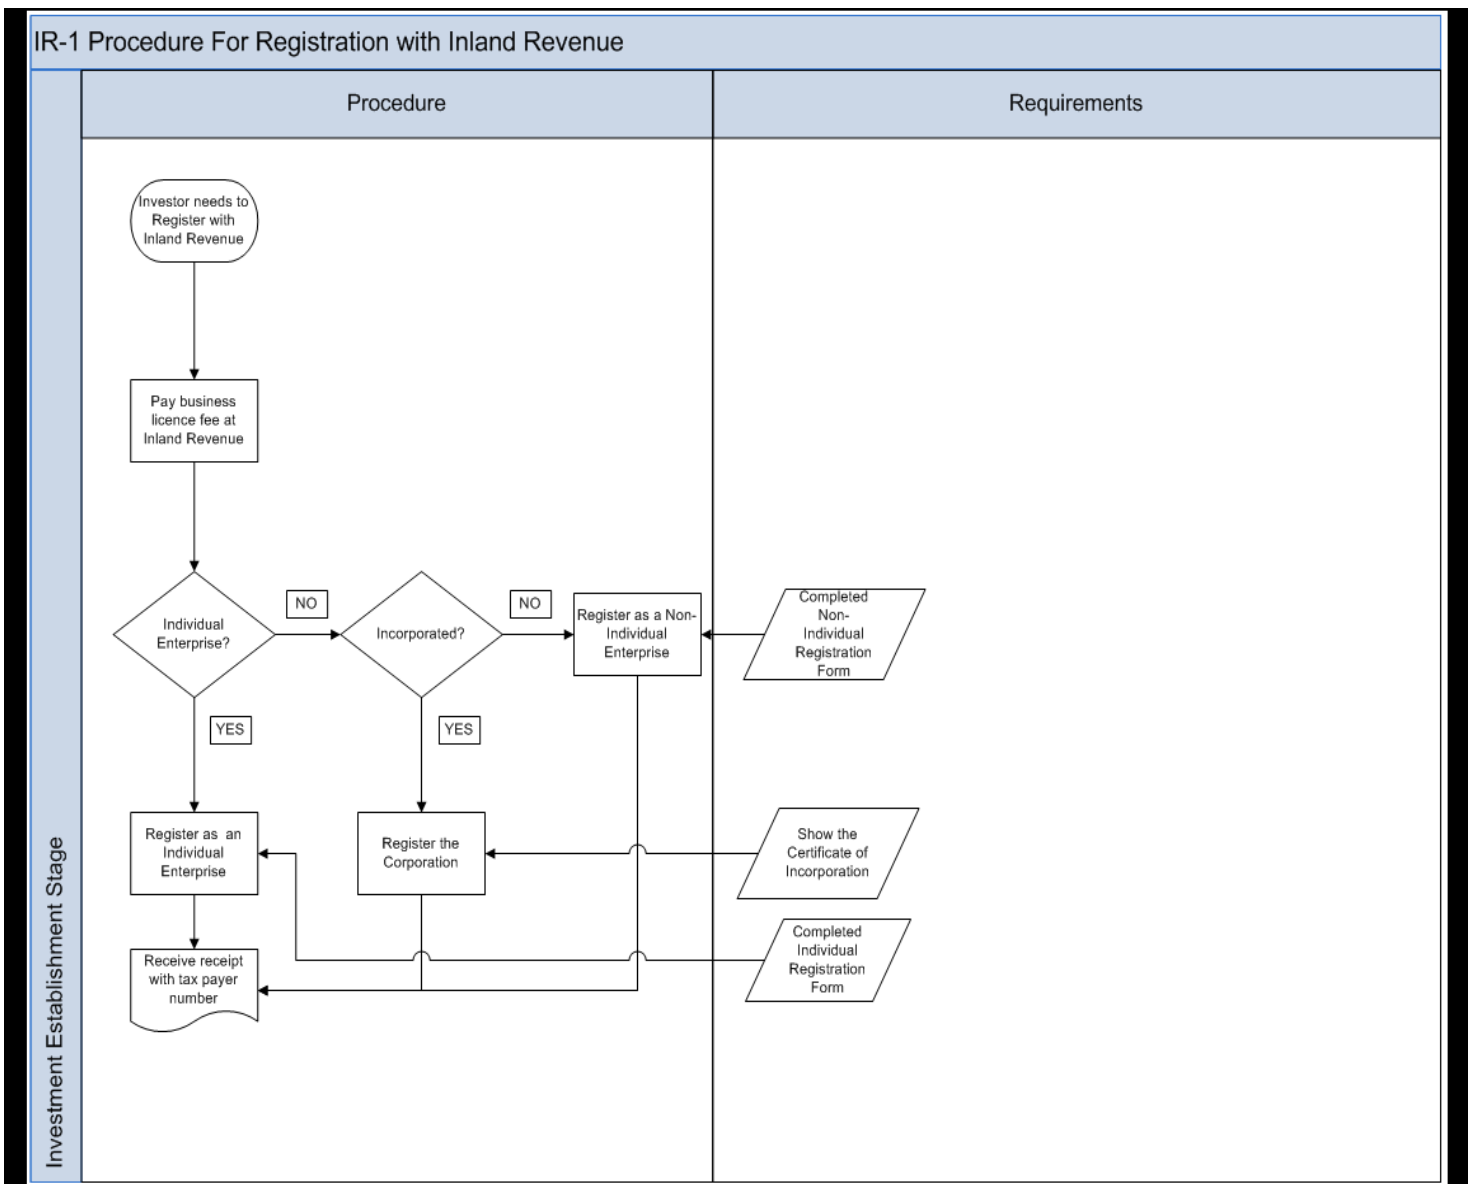 IR-1 Procedure For Registration with Inland Revenue
Procedure
Requirements
Investment Establishment Stage
Investor needs to
Register with
Inland Revenue
Pay business
licence fee at
Inland Revenue
Individual
Enterprise?
NO
Incorporated?
NO
Register as a Non-
Individual
Enterprise
Completed
Non-
Individual
Registration
Form
YES
YES
Register as an
Individual
Enterprise
Register the
Corporation
Show the
Certificate of
Incorporation
Receive receipt
with tax payer
number
Completed
Individual
Registration
Form